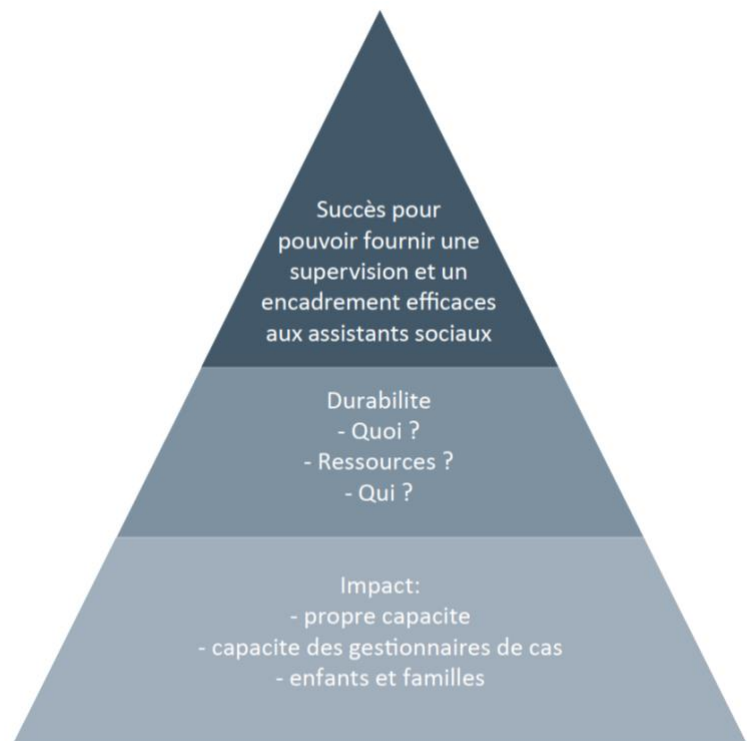 Succès pour
pouvoir fournir une
supervision et un
encadrement efficaces
aux assistants sociaux
Durabilite
- Quoi ?
- Ressources ?
- Qui ?
Impact:
- propre capacite
- capacite des gestionnaires de cas
- enfants et familles